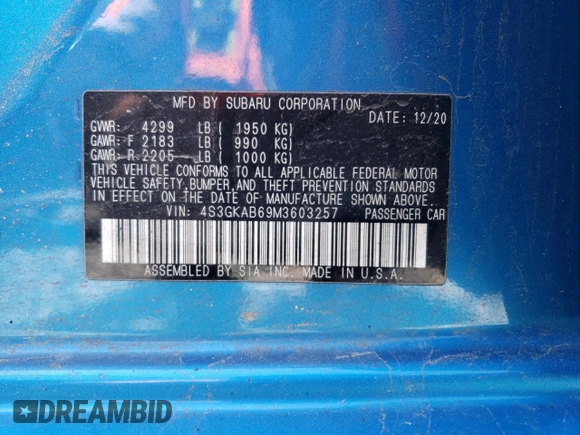 MFD BY SUBARU CORPORATION
DATE: 12/20
GVWR: 4299 LB ( 1950 KG)
GAWR: F 2183 LB ( 990 KG)
GAWR: R 2205 LB ( 1000 KG)
THIS VEHICLE CONFORMS TO ALL APPLICABLE FEDERAL MOTOR
VEHICLE SAFETY,BUMPER,AND THEFT PREVENTION STANDARDS
IN EFFECT ON THE DATE OF MANUFACTURE SHOWN ABOVE.
VIN: 4S3GKAB69M3603257 PASSENGER CAR
ASSEMBLED BY SIA INC. MADE IN U.S.A.
DREAMBID